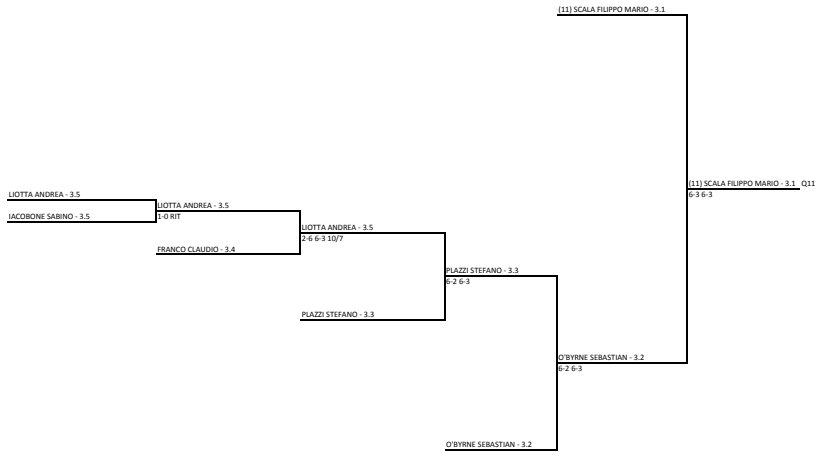 (11) SCALA FILIPPO MARIO - 3.1
(11) SCALA FILIPPO MARIO - 3.1 Q11
6-3 6-3
LIOTTA ANDREA - 3.5
LIOTTA ANDREA - 3.5
IACOBONE SABINO - 3.5
1-0 RIT
LIOTTA ANDREA - 3.5
2-6 6-3 10/7
FRANCO CLAUDIO - 3.4
PLAZZI STEFANO - 3.3
6-2 6-3
PLAZZI STEFANO - 3.3
O'BYRNE SEBASTIAN - 3.2
6-2 6-3
O'BYRNE SEBASTIAN - 3.2